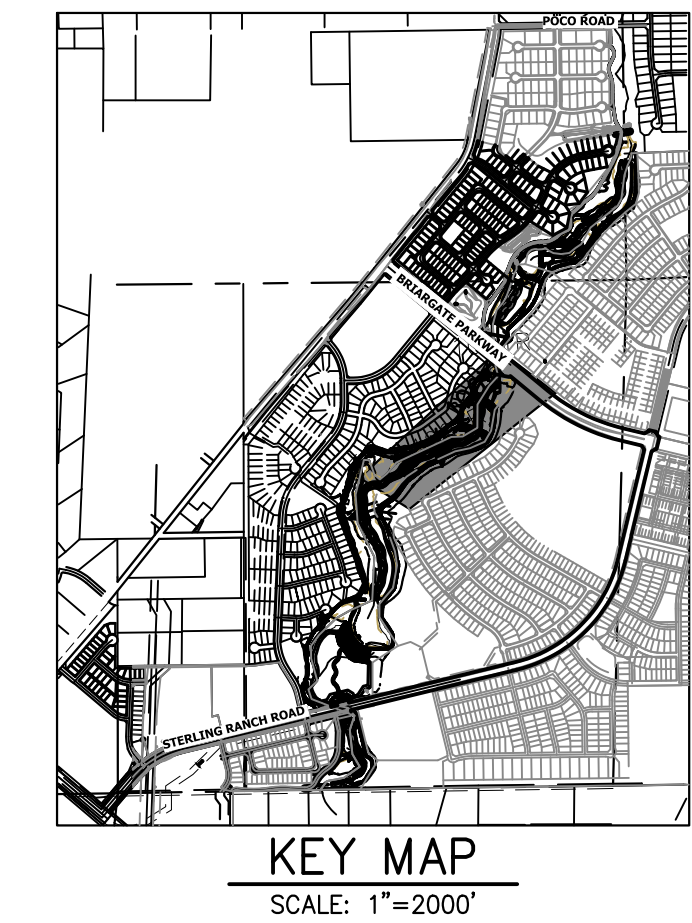 POCO ROAD
BRIARGATE PARKWAY
STERLING RANCH ROAD
KEY MAP
SCALE: 1"=2000'